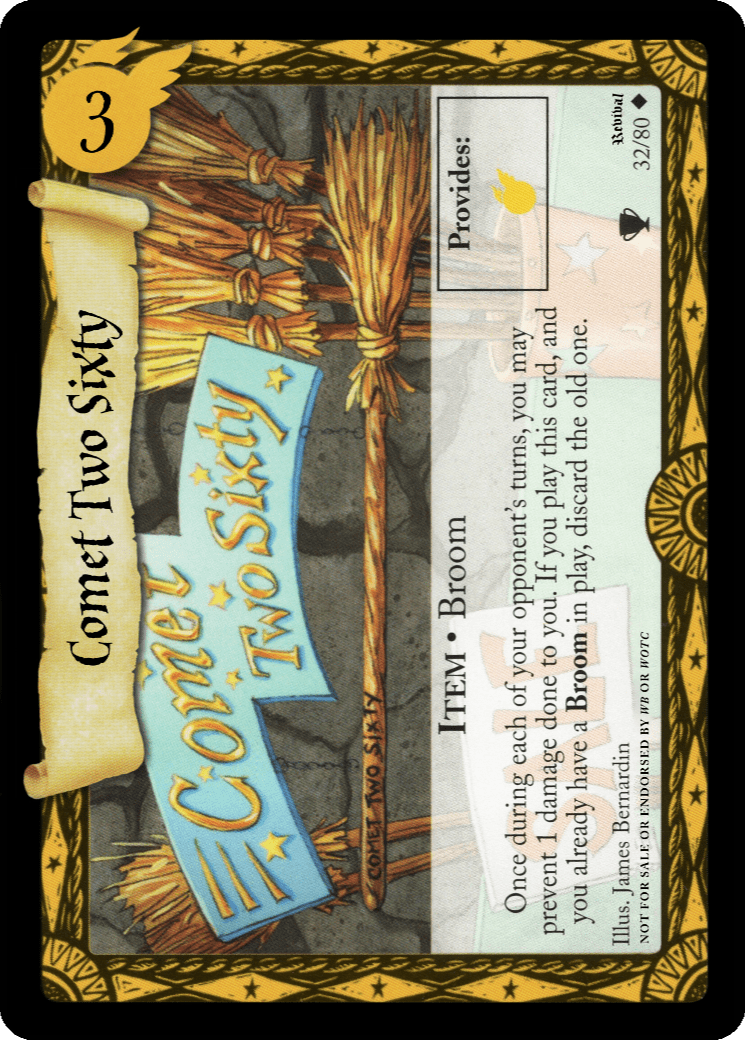 3
Comet Two Sixty
Comet
Two Sixty
COMET TWO SIXTY
ITEM • Broom
Provides:
Once during each of your opponent's turns, you may
prevent 1 damage done to you. If you play this card, and
you already have a Broom in play, discard the old one.
SALE
Illus. James Bernardin
NOT FOR SALE OR ENDORSED BY WB OR WOTC
Revival
32/80 ◆